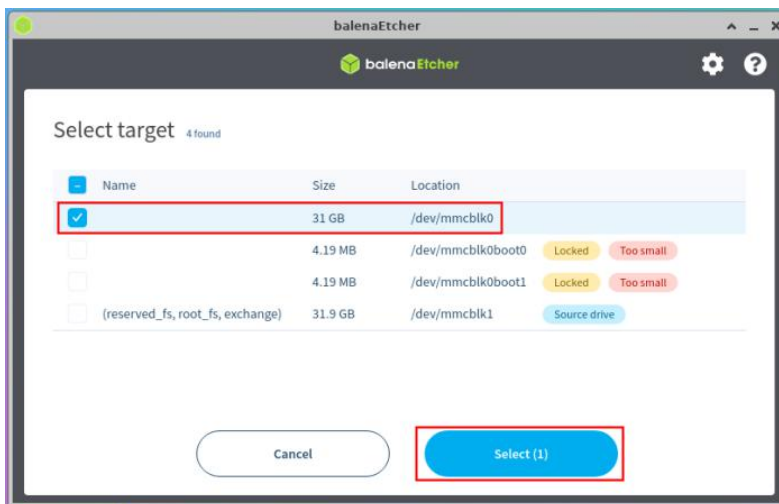 balenaEtcher
balenaEtcher
Select target 4 found
Name Size Location
31 GB /dev/mmcblk0
4.19 MB /dev/mmcblk0boot0 Locked Too small
4.19 MB /dev/mmcblk0boot1 Locked Too small
(reserved_fs, root_fs, exchange) 31.9 GB /dev/mmcblk1 Source drive
Cancel Select (1)